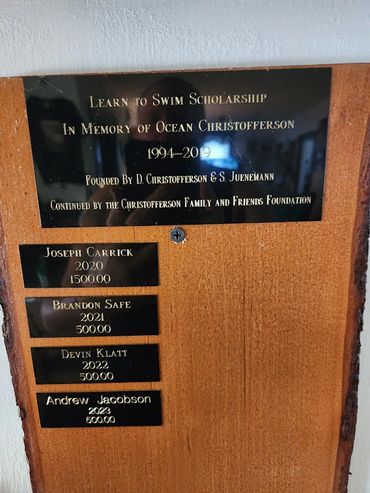 Learn to Swim Scholarship
In Memory of Ocean Christofferson
1994–2019
Founded By D. Christofferson & S. Juenemann
Continued by the Christofferson Family and Friends Foundation
Joseph Carrick
2020
1500.00
Brandon Safe
2021
500.00
Devin Klatt
2022
500.00
Andrew Jacobson
2023
500.00